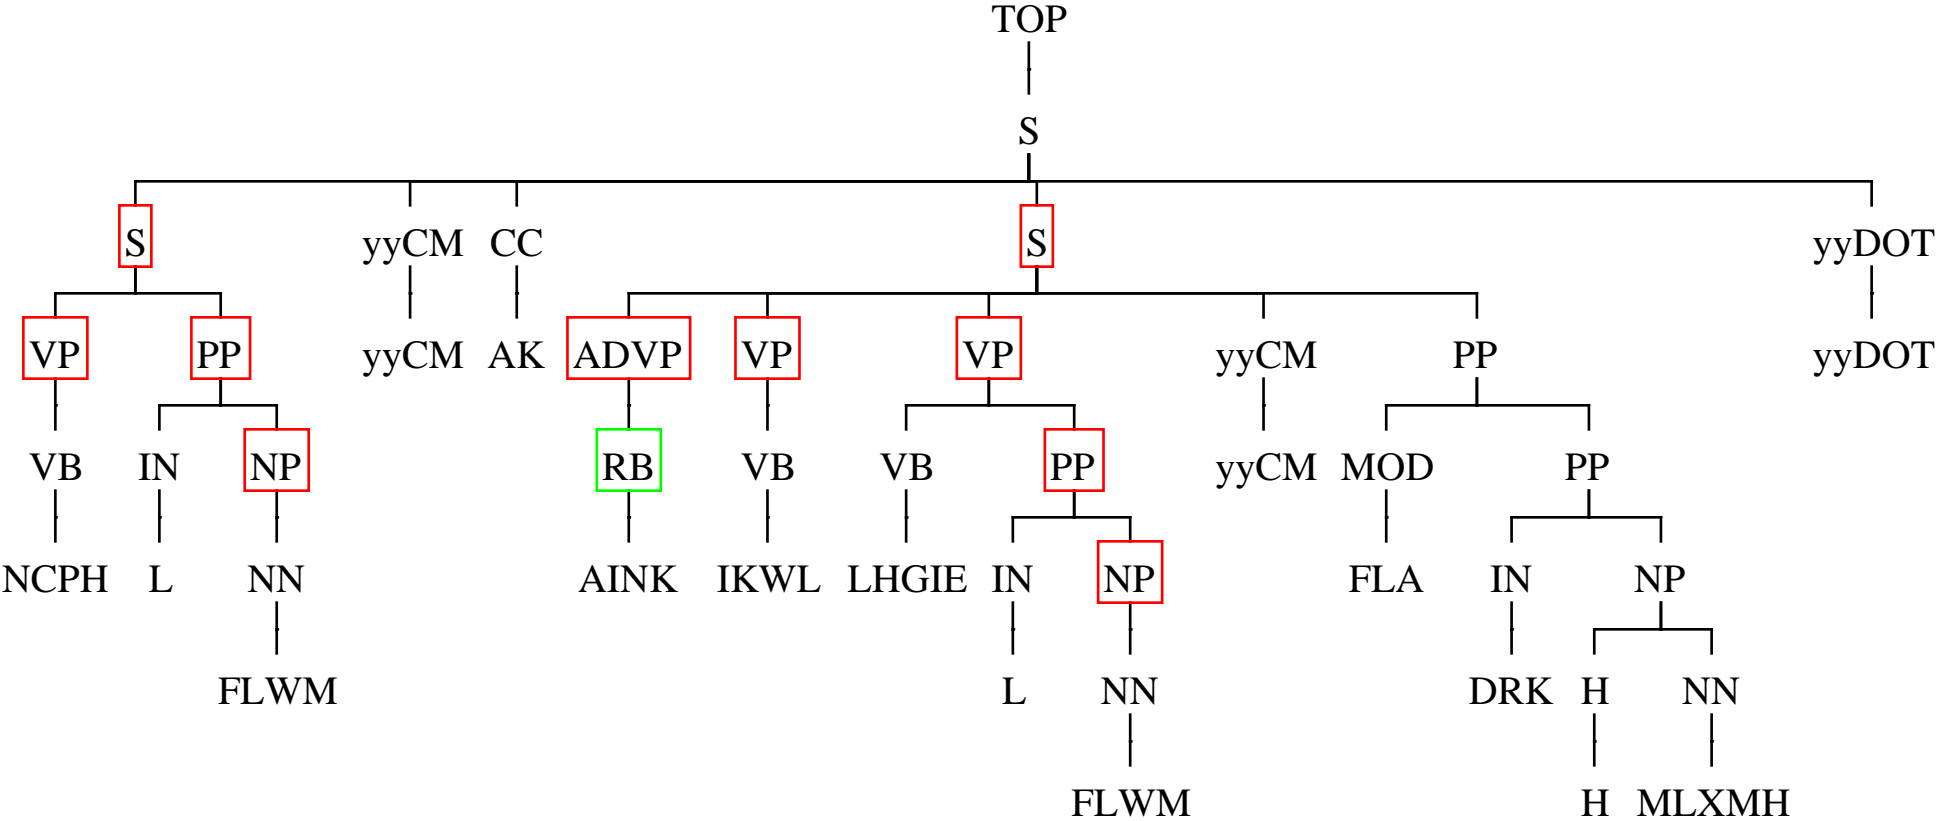 TOP
S
S yyCM CC S yyDOT
VP PP yyCM AK ADVP VP VP yyCM PP yyDOT
VB IN NP RB VB VB PP yyCM MOD PP
NCPH L NN AINK IKWL LHGIE IN NP FLA IN NP
FLWM L NN DRK H NN
FLWM H MLXMH